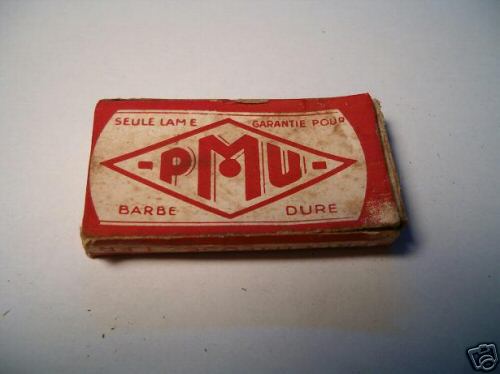 SEULE LAME GARANTIE POUR
-PMU-
BARBE DURE